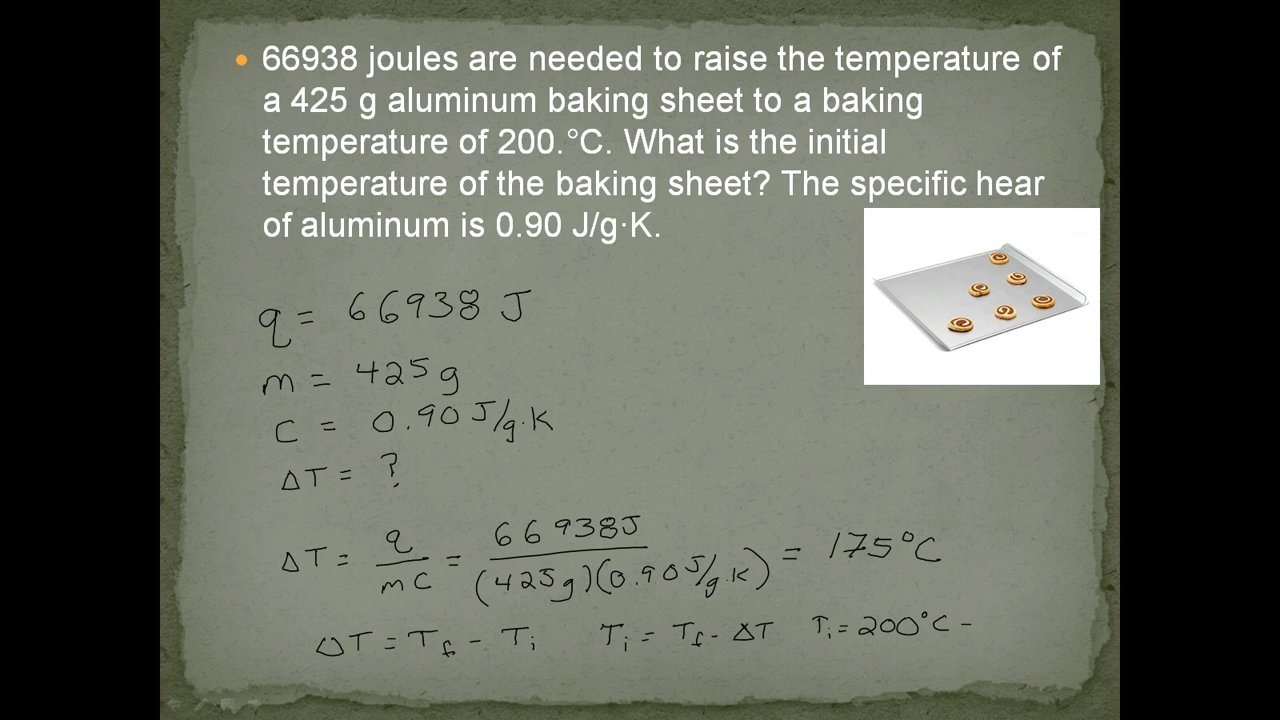 • 66938 joules are needed to raise the temperature of
a 425 g aluminum baking sheet to a baking
temperature of 200.°C. What is the initial
temperature of the baking sheet? The specific hear
of aluminum is 0.90 J/g·K.
q = 66938 J
m = 425 g
C = 0.90 J/g·K
ΔT = ?
ΔT = q/mC = 66938J/(425g)(0.90J/g·K) = 175°C
ΔT = Tf - Ti Ti = Tf - ΔT Ti = 200°C -